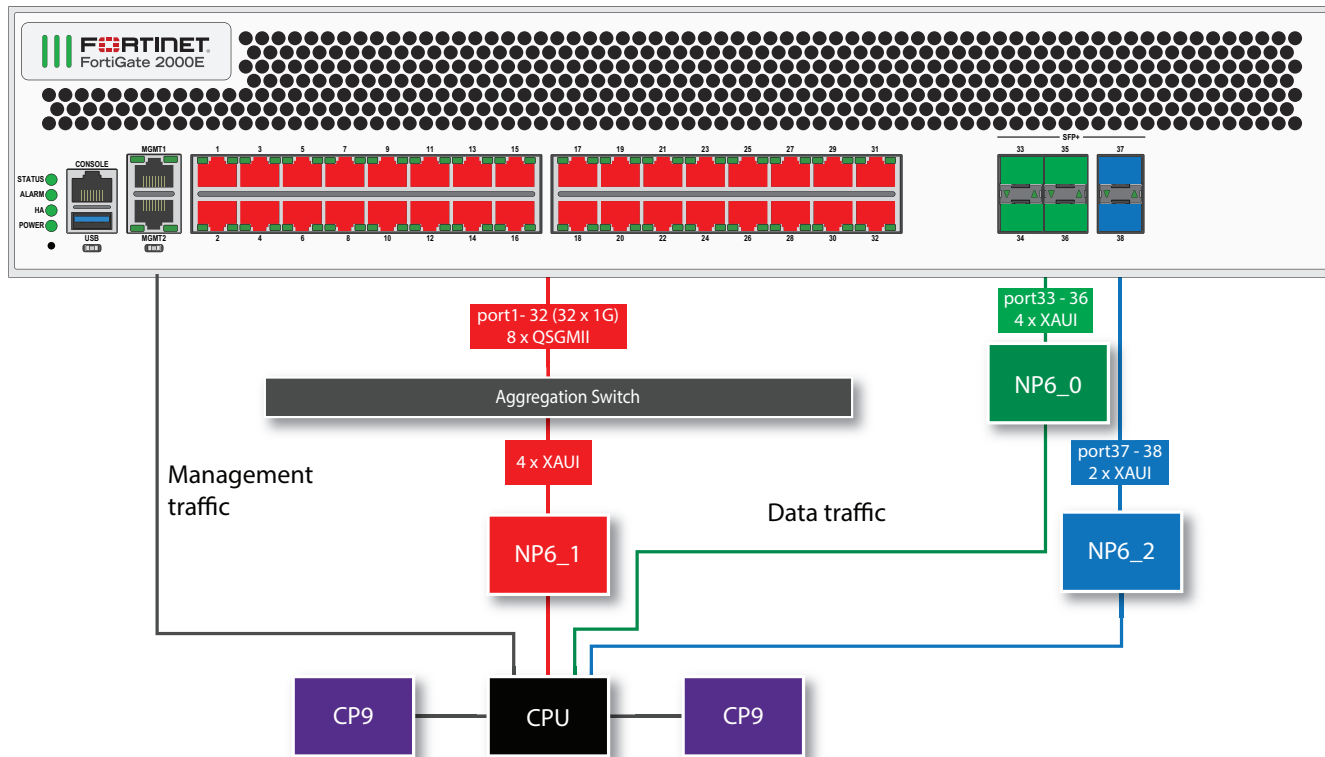 FORTINET
FortiGate 2000E
STATUS
ALARM
HA
POWER
CONSOLE
USB
MGMT1
MGMT2
1 3 5 7 9 11 13 15
2 4 6 8 10 12 14 16
17 19 21 23 25 27 29 31
18 20 22 24 26 28 30 32
SFP+
33 35 37
34 36 38
port1- 32 (32 x 1G)
8 x QSGMII
port33 - 36
4 x XAUI
Aggregation Switch
NP6_0
4 x XAUI
port37 - 38
2 x XAUI
Management
traffic
Data traffic
NP6_1
NP6_2
CP9
CPU
CP9